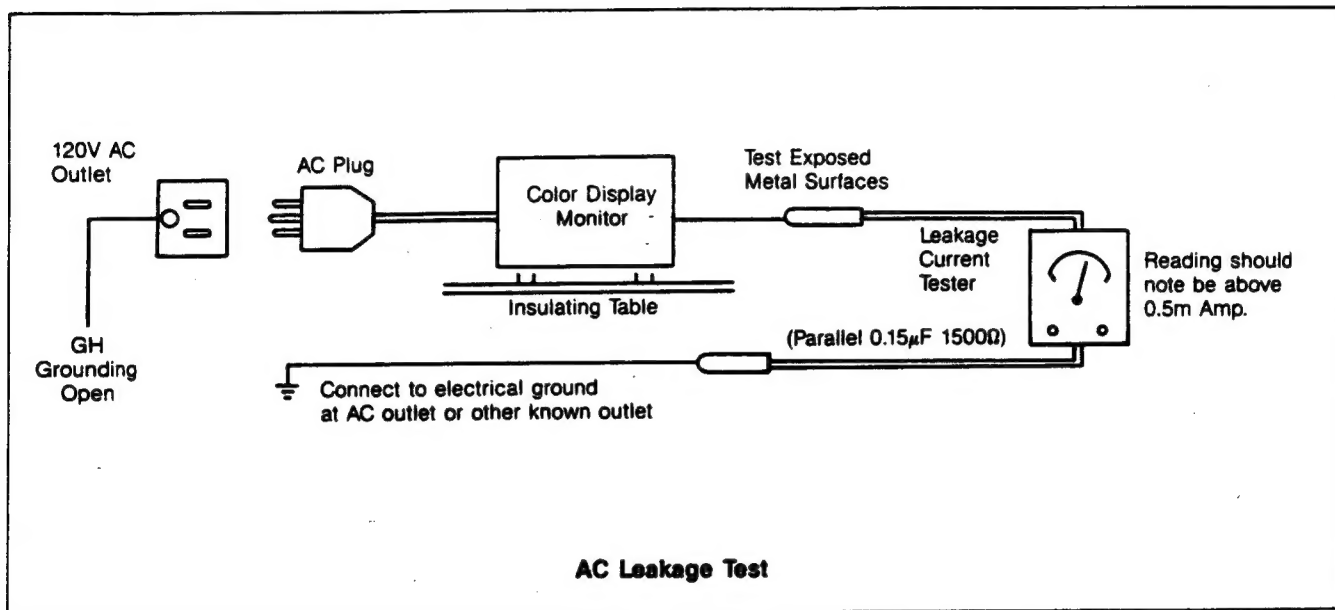 120V AC
Outlet
AC Plug
Color Display
Monitor
Test Exposed
Metal Surfaces
Leakage
Current
Tester
Reading should
note be above
0.5m Amp.
Insulating Table
GH
Grounding
Open
(Parallel 0.15µF 1500Ω)
Connect to electrical ground
at AC outlet or other known outlet
AC Leakage Test